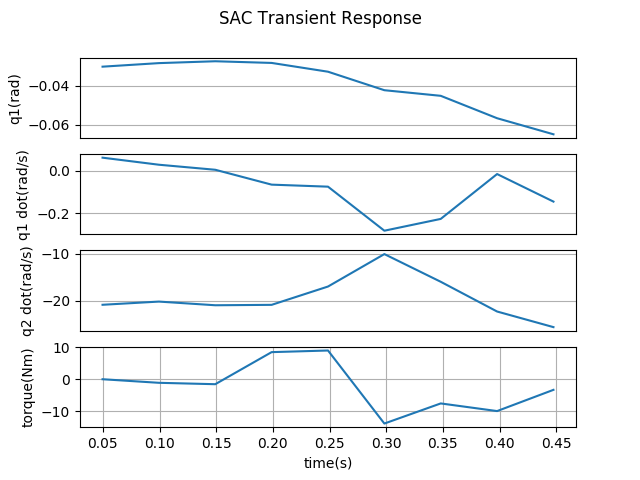 SAC Transient Response
q1(rad)
−0.04
−0.06
q1 dot(rad/s)
0.0
−0.2
q2 dot(rad/s)
−10
−20
torque(Nm)
10
0
−10
0.05 0.10 0.15 0.20 0.25 0.30 0.35 0.40 0.45
time(s)